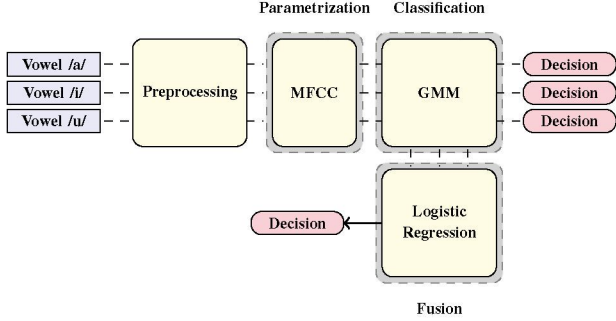 Parametrization Classification
Vowel /a/ Decision
Preprocessing MFCC GMM
Vowel /i/ Decision
Vowel /u/ Decision
Logistic
Regression
Decision
Fusion